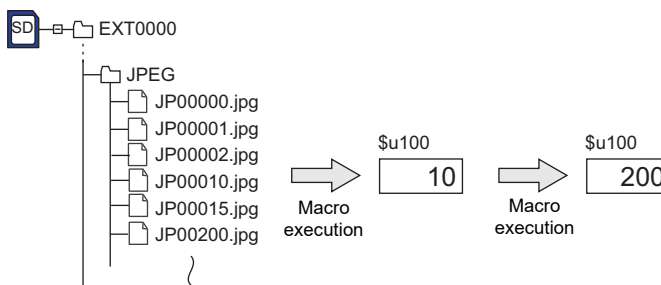 SD
EXT0000
JPEG
JP00000.jpg
JP00001.jpg
JP00002.jpg
JP00010.jpg
JP00015.jpg
JP00200.jpg
Macro
execution
$u100
10
Macro
execution
$u100
200